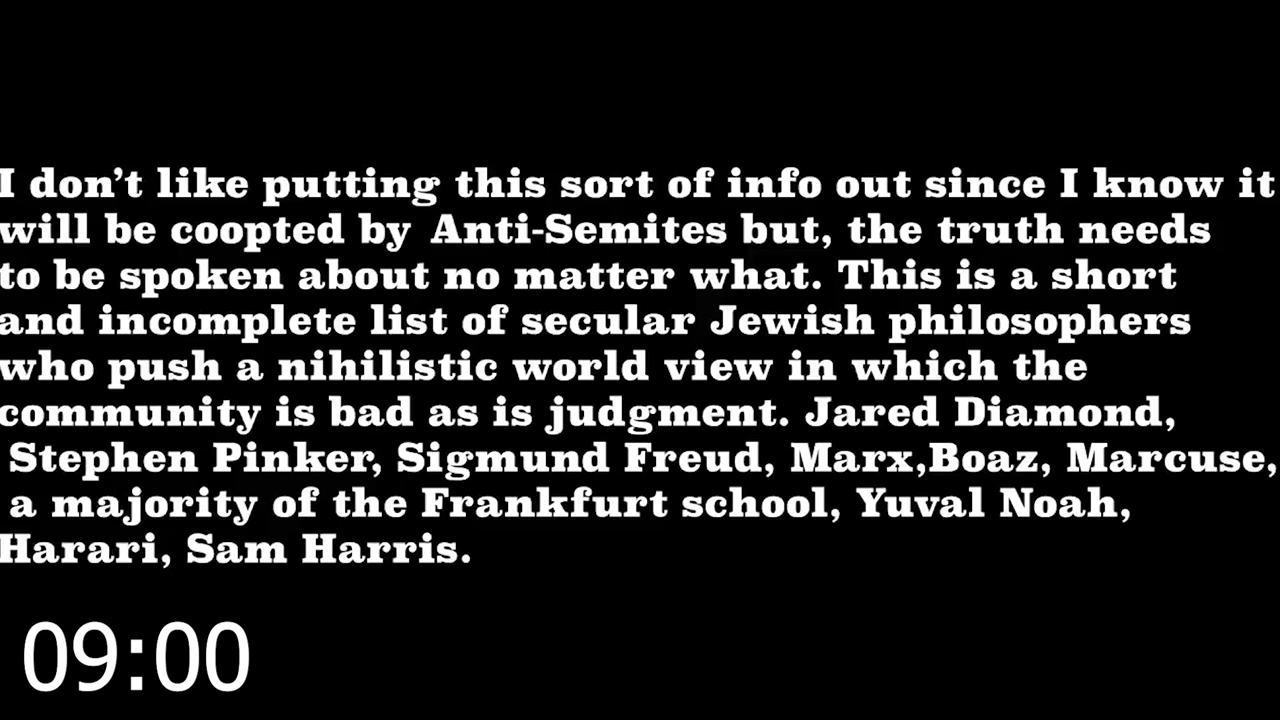 I don't like putting this sort of info out since I know it
will be coopted by Anti-Semites but, the truth needs
to be spoken about no matter what. This is a short
and incomplete list of secular Jewish philosophers
who push a nihilistic world view in which the
community is bad as is judgment. Jared Diamond,
Stephen Pinker, Sigmund Freud, Marx,Boaz, Marcuse,
a majority of the Frankfurt school, Yuval Noah,
Harari, Sam Harris.
09:00